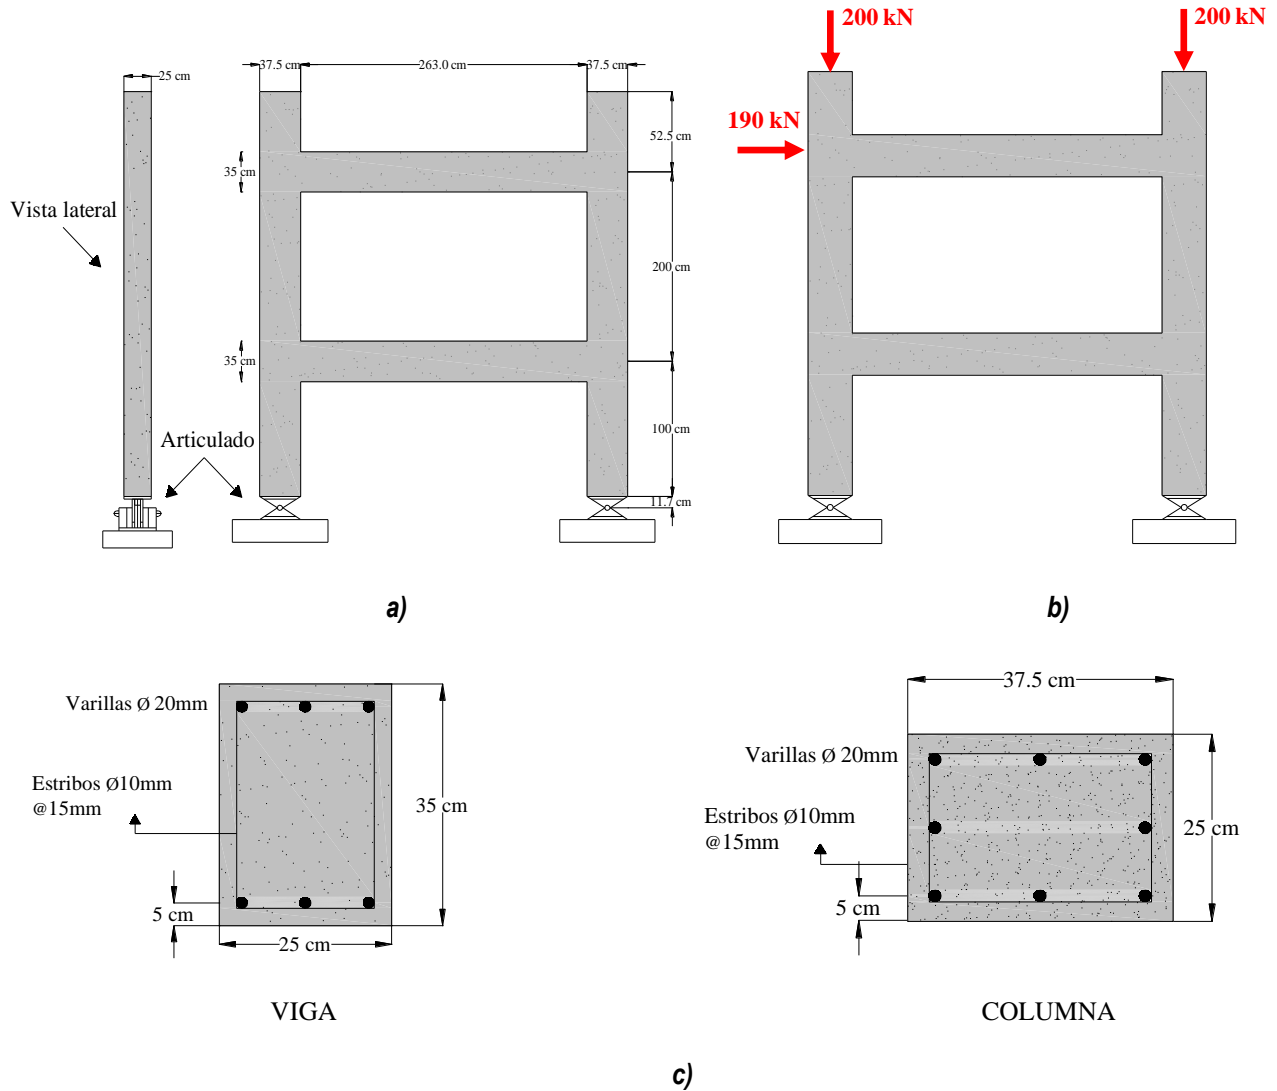 200 kN
200 kN
37.5 cm
263.0 cm
37.5 cm
25 cm
190 kN
52.5 cm
35 cm
Vista lateral
200 cm
35 cm
Articulado
100 cm
11.7 cm
a)
b)
Varillas Ø 20mm
Estribos Ø10mm
@15mm
35 cm
5 cm
25 cm
VIGA
37.5 cm
Varillas Ø 20mm
Estribos Ø10mm
@15mm
25 cm
5 cm
COLUMNA
c)